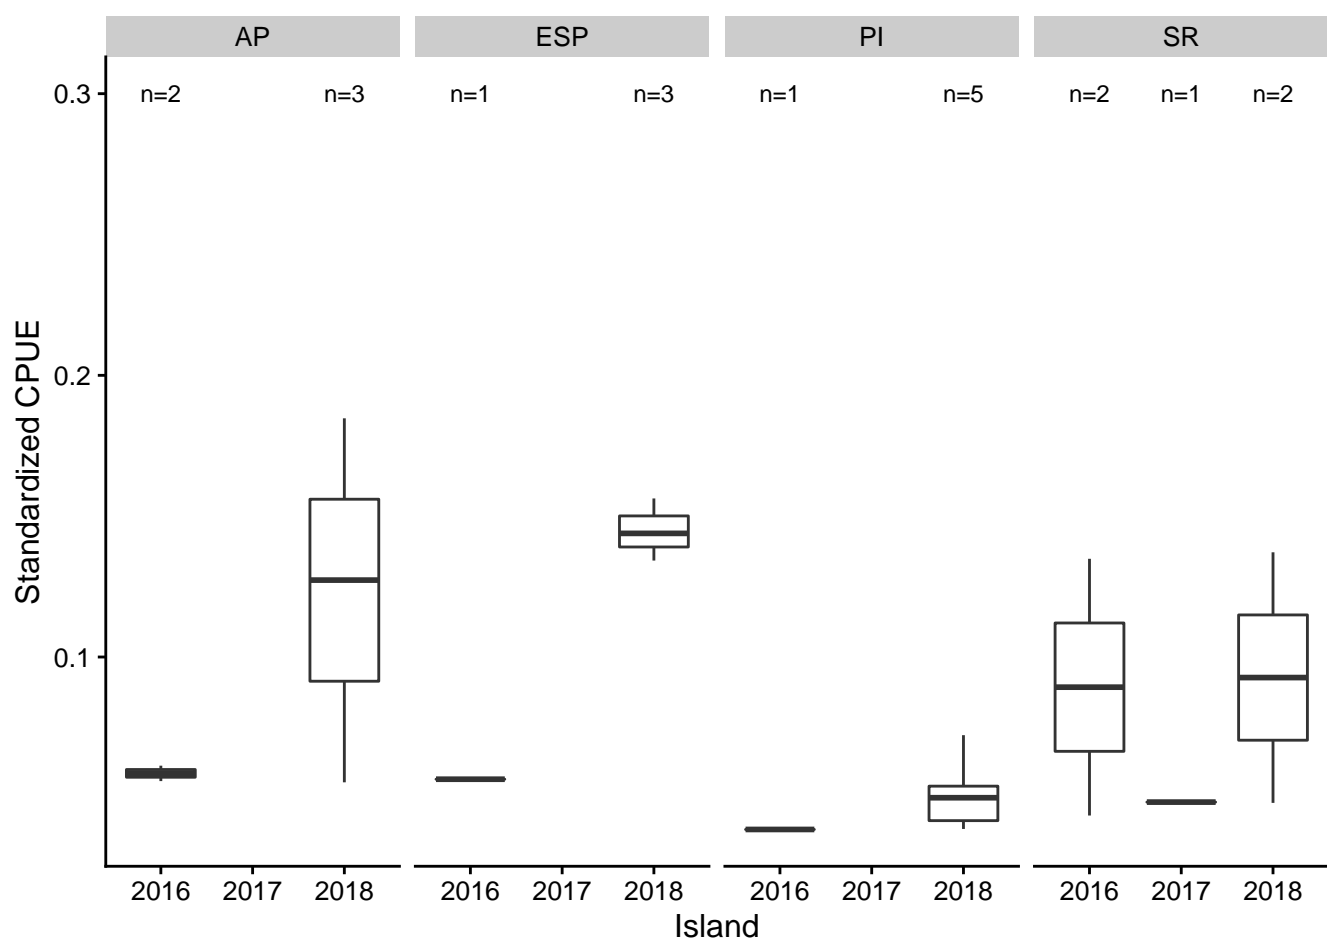 AP ESP PI SR
n=2 n=3 n=1 n=3 n=1 n=5 n=2 n=1 n=2
0.3
0.2
0.1
Standardized CPUE
2016 2017 2018 2016 2017 2018 2016 2017 2018 2016 2017 2018
Island